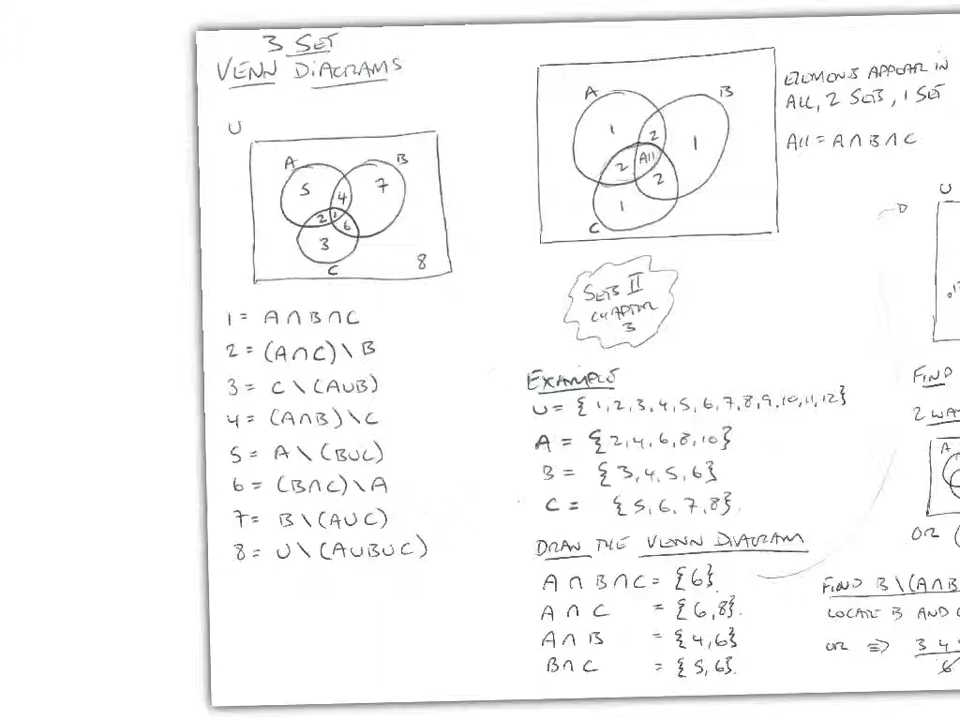 3 SET
VENN DIAGRAMS
U
A
B
5
4
7
2
1
6
3
C
8
1 = A∩B∩C
2 = (A∩C)\B
3 = C\(A∪B)
4 = (A∩B)\C
5 = A\(B∪C)
6 = (B∩C)\A
7 = B\(A∪C)
8 = U\(A∪B∪C)
A
B
1
2
1
2
All
2
1
C
ELEMENTS APPEAR IN
ALL, 2 SETS, 1 SET
All = A∩B∩C
SETS II
CHAPTER
3
EXAMPLE
U = {1,2,3,4,5,6,7,8,9,10,11,12}
A = {2,4,6,8,10}
B = {3,4,5,6}
C = {5,6,7,8}.
DRAW THE VENN DIAGRAM
A∩B∩C = {6}.
A∩C = {6,8}.
A∩B = {4,6}
B∩C = {5,6}.
U
FIND
A
OR (
FIND B\(A∩B
LOCATE B AND
OR ⇒ 3 4
6